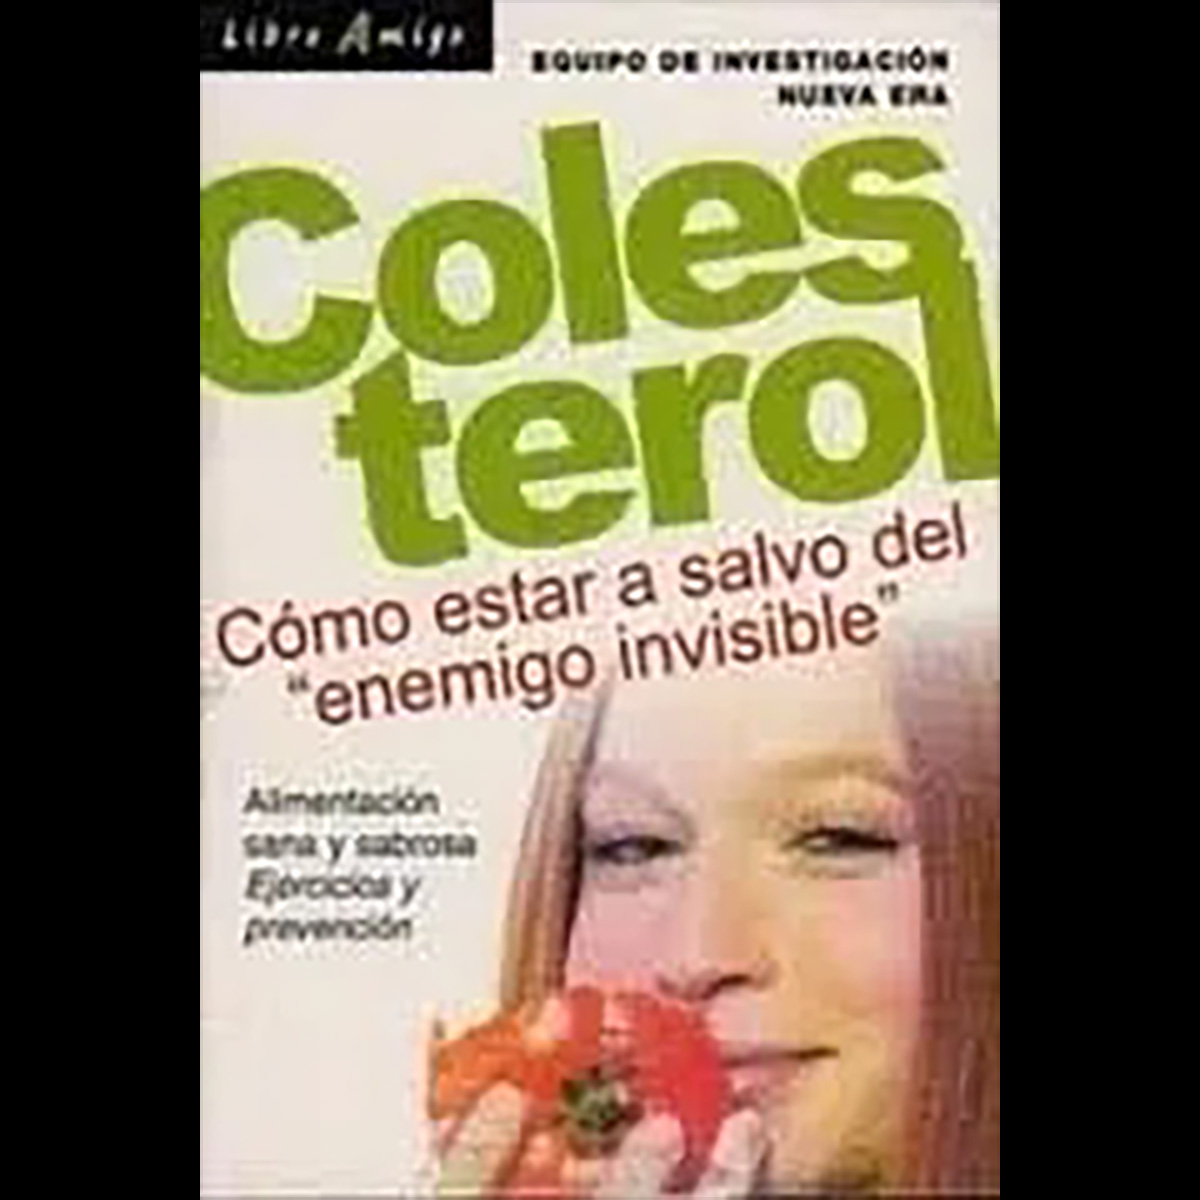 Libro Amigo
EQUIPO DE INVESTIGACIÓN
NUEVA ERA
Coles
terol
Cómo estar a salvo del
“enemigo invisible”
Alimentación
sana y sabrosa
Ejercicios y
prevención